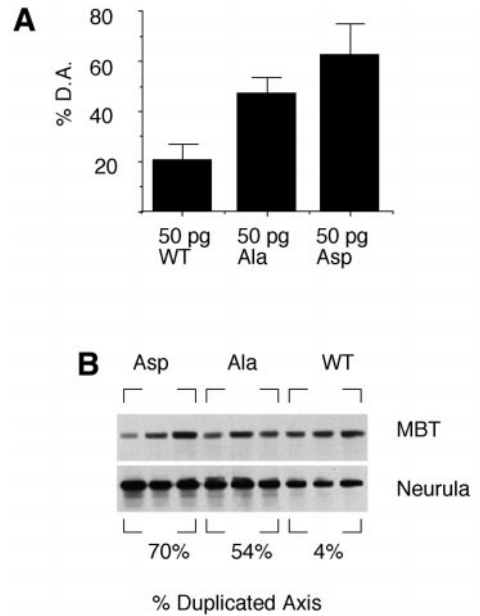 A
% D.A.
80
60
40
20
50 pg 50 pg 50 pg
WT Ala Asp
B
Asp Ala WT
MBT
Neurula
70% 54% 4%
% Duplicated Axis